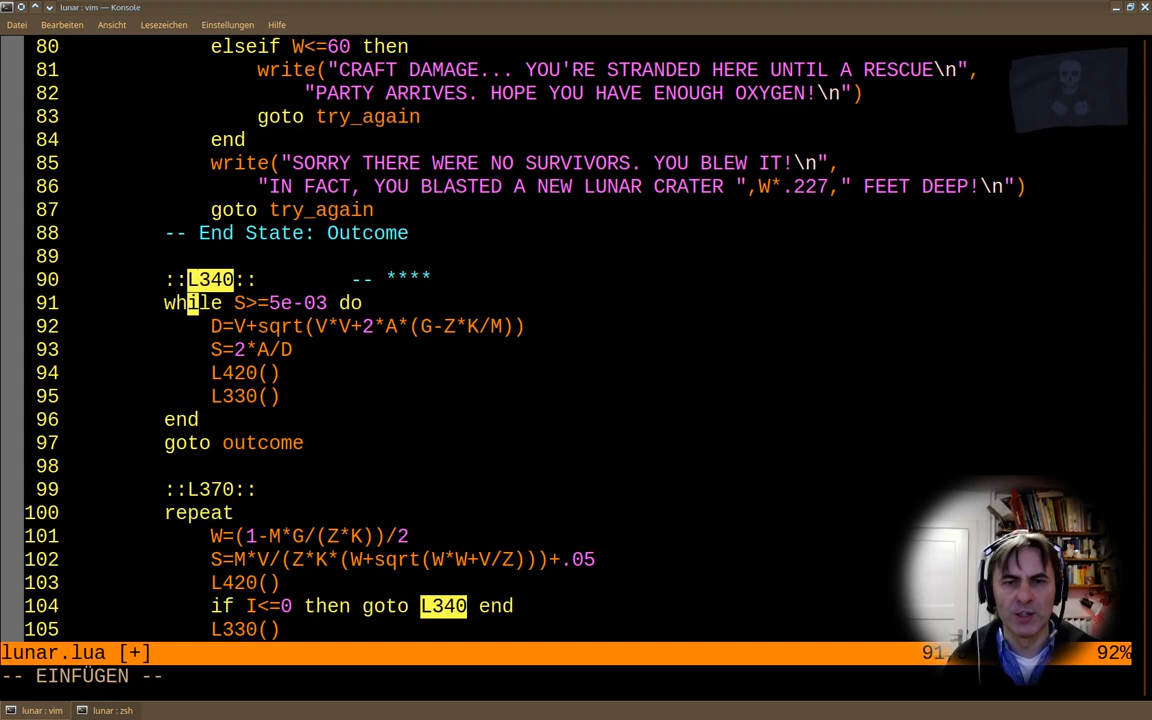 lunar : vim — Konsole
Datei Bearbeiten Ansicht Lesezeichen Einstellungen Hilfe
80 elseif W<=60 then
81 write("CRAFT DAMAGE... YOU'RE STRANDED HERE UNTIL A RESCUE\n",
82 "PARTY ARRIVES. HOPE YOU HAVE ENOUGH OXYGEN!\n")
83 goto try_again
84 end
85 write("SORRY THERE WERE NO SURVIVORS. YOU BLEW IT!\n",
86 "IN FACT, YOU BLASTED A NEW LUNAR CRATER ",W*.227," FEET DEEP!\n")
87 goto try_again
88 -- End State: Outcome
89
90 ::L340:: -- ****
91 while S>=5e-03 do
92 D=V+sqrt(V*V+2*A*(G-Z*K/M))
93 S=2*A/D
94 L420()
95 L330()
96 end
97 goto outcome
98
99 ::L370::
100 repeat
101 W=(1-M*G/(Z*K))/2
102 S=M*V/(Z*K*(W+sqrt(W*W+V/Z)))+.05
103 L420()
104 if I<=0 then goto L340 end
105 L330()
lunar.lua [+] 91 92%
-- EINFÜGEN --
lunar : vim lunar : zsh